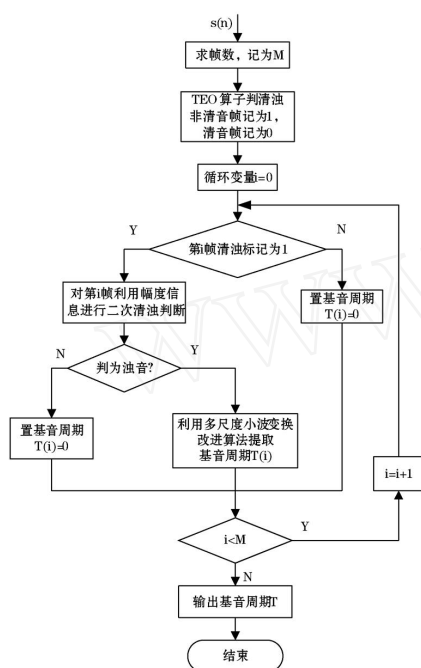 s(n)
求帧数，记为M
TEO 算子判清浊
非清音帧记为1，
清音帧记为0
循环变量i=0
Y
N
第i帧清浊标记为1
对第i帧利用幅度信
息进行二次清浊判断
置基音周期
T(i)=0
N
Y
判为浊音?
置基音周期
T(i)=0
利用多尺度小波变换
改进算法提取
基音周期T(i)
i=i+1
i<M
Y
N
输出基音周期T
结束